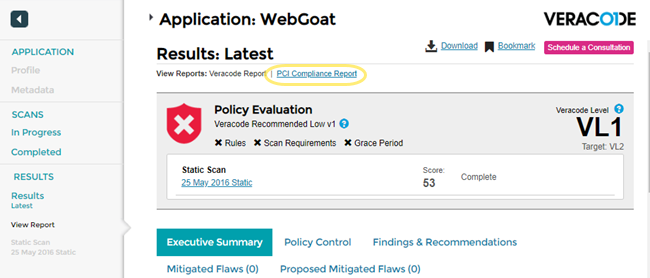 APPLICATION
Profile
Metadata
SCANS
In Progress
Completed
RESULTS
Results
Latest
View Report
Static Scan
25 May 2016 Static
Application: WebGoat
VERACODE
Results: Latest
Download
Bookmark
Schedule a Consultation
View Reports: Veracode Report | PCI Compliance Report
Policy Evaluation
Veracode Recommended Low v1 ?
Rules Scan Requirements Grace Period
Veracode Level ?
VL1
Target: VL2
Static Scan
25 May 2016 Static
Score:
53
Complete
Executive Summary Policy Control Findings & Recommendations
Mitigated Flaws (0) Proposed Mitigated Flaws (0)